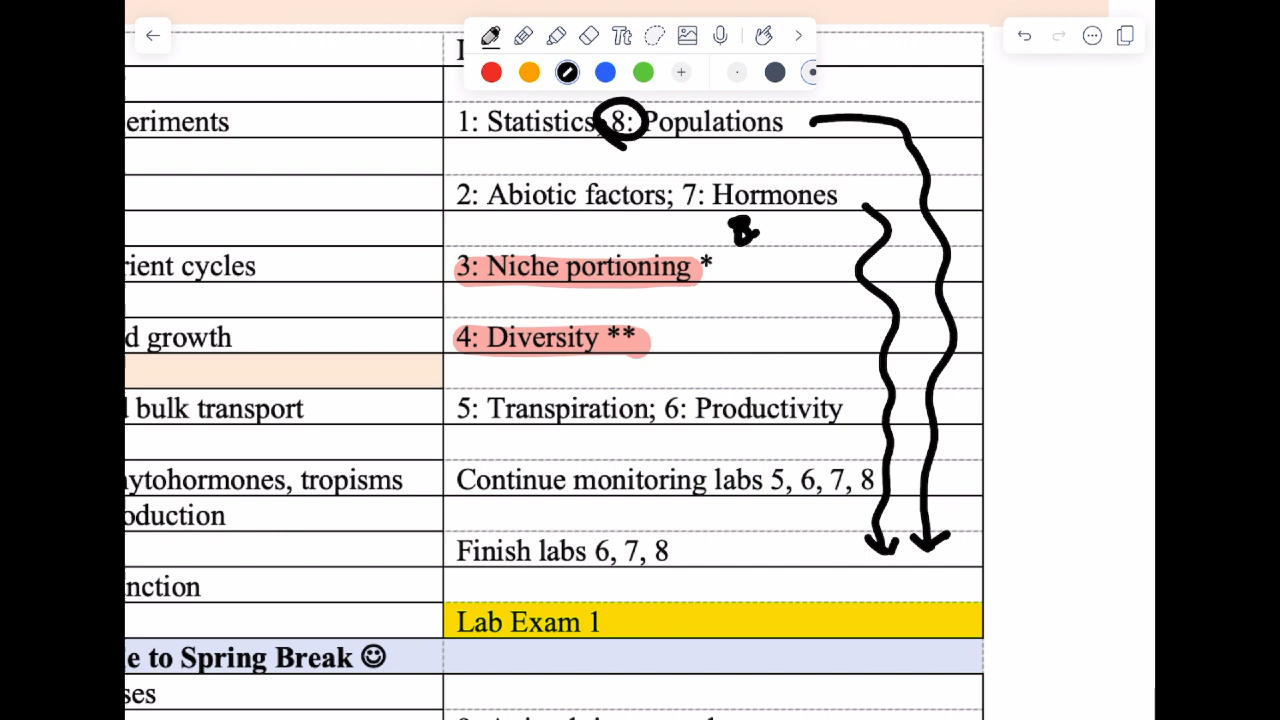 Tt
eriments
1: Statistics; 8: Populations
2: Abiotic factors; 7: Hormones
rient cycles
3: Niche portioning *
d growth
4: Diversity **
l bulk transport
5: Transpiration; 6: Productivity
hytohormones, tropisms
Continue monitoring labs 5, 6, 7, 8
oduction
Finish labs 6, 7, 8
nction
Lab Exam 1
e to Spring Break ☺
ses